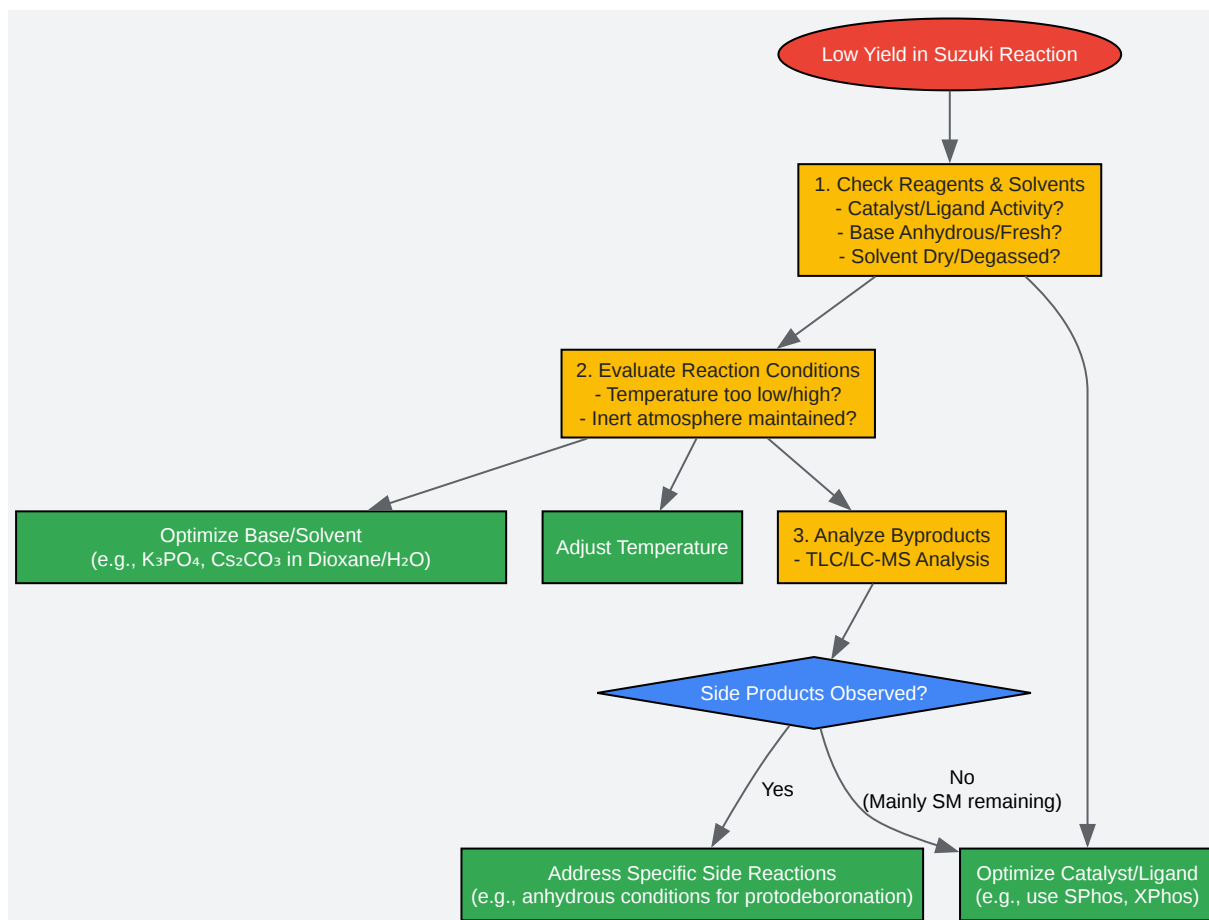 Low Yield in Suzuki Reaction
1. Check Reagents & Solvents
- Catalyst/Ligand Activity?
- Base Anhydrous/Fresh?
- Solvent Dry/Degassed?
2. Evaluate Reaction Conditions
- Temperature too low/high?
- Inert atmosphere maintained?
Optimize Base/Solvent
(e.g., K₃PO₄, Cs₂CO₃ in Dioxane/H₂O)
Adjust Temperature
3. Analyze Byproducts
- TLC/LC-MS Analysis
Side Products Observed?
Yes
No
(Mainly SM remaining)
Address Specific Side Reactions
(e.g., anhydrous conditions for protodeboronation)
Optimize Catalyst/Ligand
(e.g., use SPhos, XPhos)